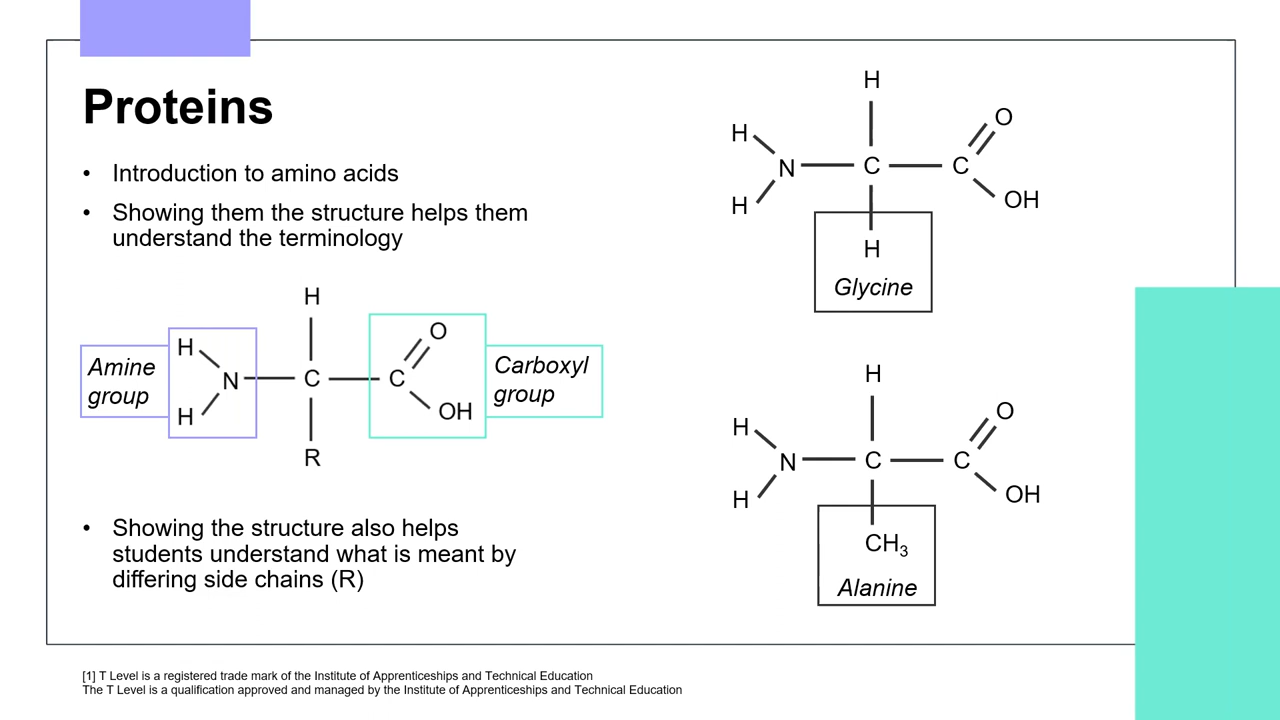 Proteins
• Introduction to amino acids
• Showing them the structure helps them
understand the terminology
H
Amine
group
H
N
H
C
R
C
O
OH
Carboxyl
group
• Showing the structure also helps
students understand what is meant by
differing side chains (R)
H
H
N
H
C
C
O
OH
H
Glycine
H
H
N
H
C
C
O
OH
CH₃
Alanine
[1] T Level is a registered trade mark of the Institute of Apprenticeships and Technical Education
The T Level is a qualification approved and managed by the Institute of Apprenticeships and Technical Education